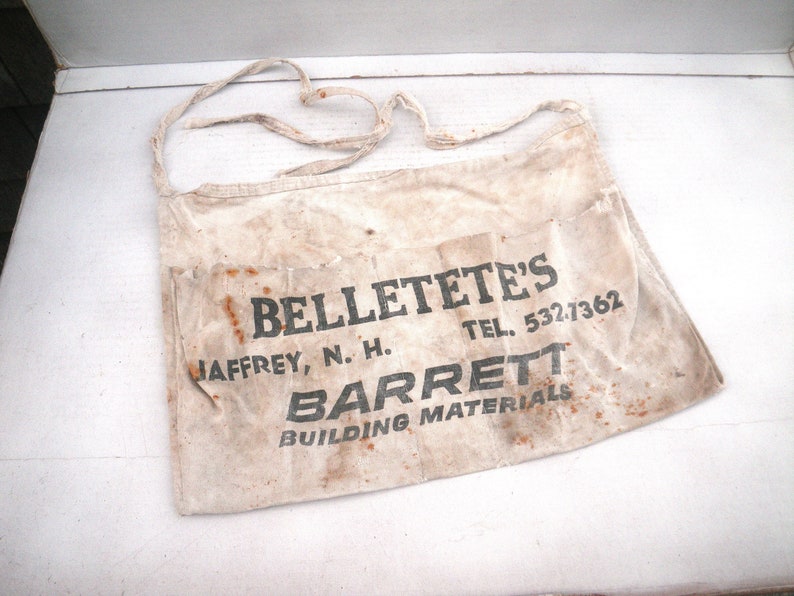 BELLETETE'S
JAFFREY, N. H. TEL. 532-7362
BARRETT
BUILDING MATERIALS